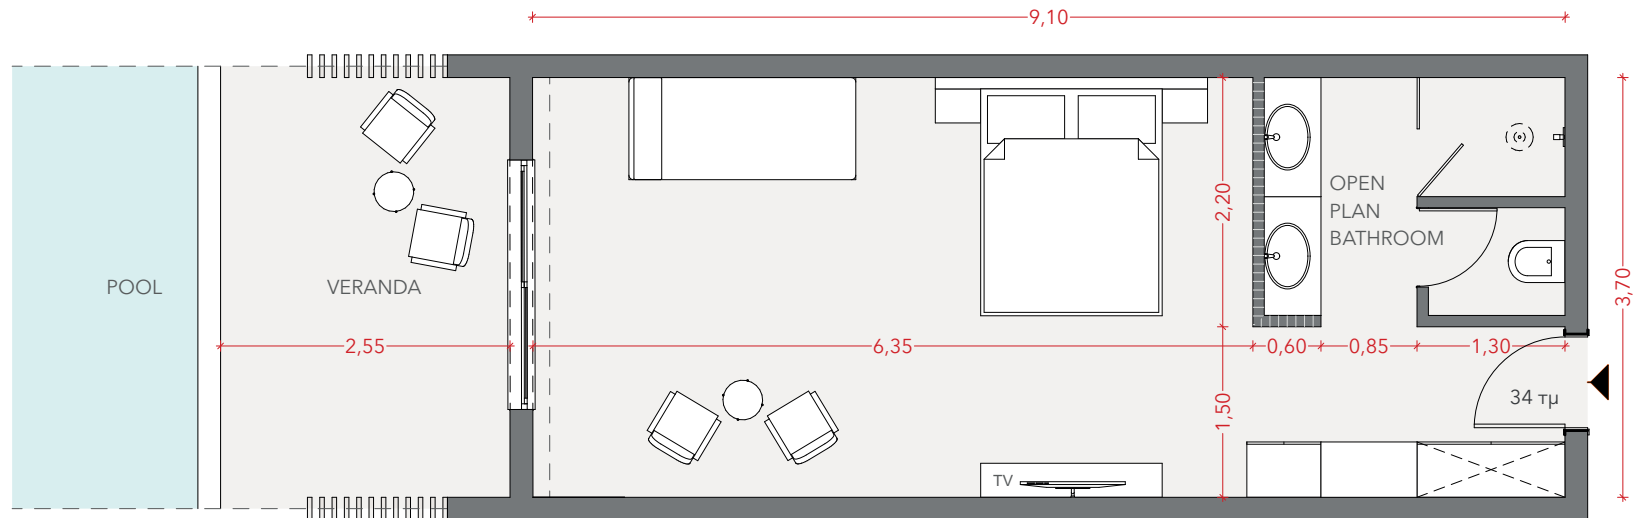 9,10
OPEN
PLAN
BATHROOM
2,20
POOL
VERANDA
3,70
2,55
6,35
0,60
0,85
1,30
1,50
34 τμ
TV